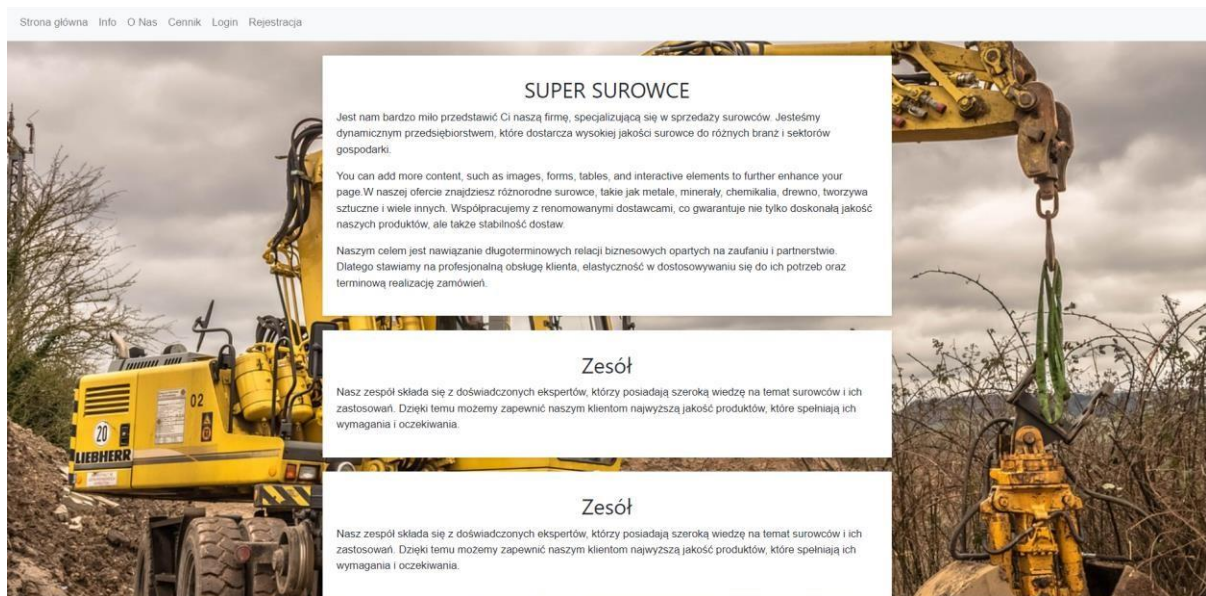 Strona główna Info O Nas Cennik Login Rejestracja
SUPER SUROWCE
Jest nam bardzo miło przedstawić Ci naszą firmę, specjalizującą się w sprzedaży surowców. Jesteśmy
dynamicznym przedsiębiorstwem, które dostarcza wysokiej jakości surowce do różnych branż i sektorów
gospodarki.
You can add more content, such as images, forms, tables, and interactive elements to further enhance your
page.W naszej ofercie znajdziesz różnorodne surowce, takie jak metale, minerały, chemikalia, drewno, tworzywa
sztuczne i wiele innych. Współpracujemy z renomowanymi dostawcami, co gwarantuje nie tylko doskonałą jakość
naszych produktów, ale także stabilność dostaw.
Naszym celem jest nawiązanie długoterminowych relacji biznesowych opartych na zaufaniu i partnerstwie.
Dlatego stawiamy na profesjonalną obsługę klienta, elastyczność w dostosowywaniu się do ich potrzeb oraz
terminową realizację zamówień.
Zesół
Nasz zespół składa się z doświadczonych ekspertów, którzy posiadają szeroką wiedzę na temat surowców i ich
zastosowań. Dzięki temu możemy zapewnić naszym klientom najwyższą jakość produktów, które spełniają ich
wymagania i oczekiwania.
02
20
LIEBHERR
Zesół
Nasz zespół składa się z doświadczonych ekspertów, którzy posiadają szeroką wiedzę na temat surowców i ich
zastosowań. Dzięki temu możemy zapewnić naszym klientom najwyższą jakość produktów, które spełniają ich
wymagania i oczekiwania.